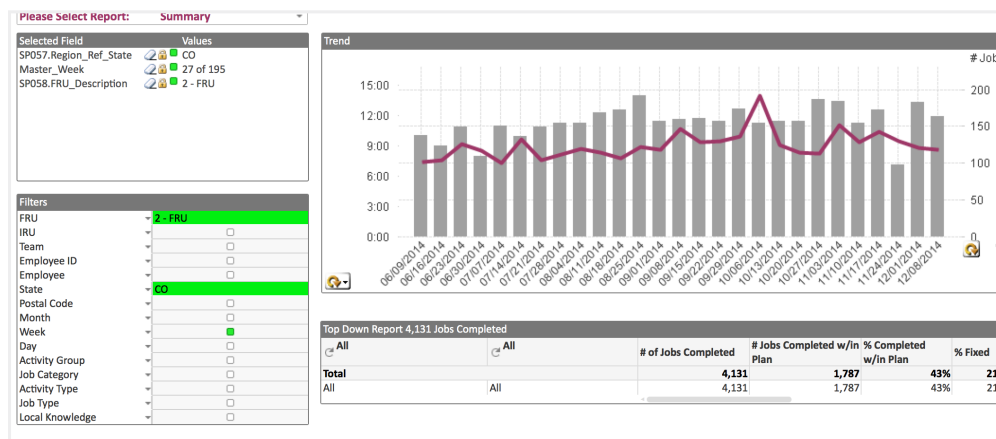 Please Select Report: Summary
Selected Field Values
SP057.Region_Ref_State CO
Master_Week 27 of 195
SP058.FRU_Description 2 - FRU
Filters
FRU 2 - FRU
IRU
Team
Employee ID
Employee
State CO
Postal Code
Month
Week
Day
Activity Group
Job Category
Activity Type
Job Type
Local Knowledge
Trend
# Job
15:00
12:00
9:00
6:00
3:00
0:00
200
150
100
50
0
06/09/2014
06/16/2014
06/23/2014
06/30/2014
07/07/2014
07/14/2014
07/21/2014
07/28/2014
08/04/2014
08/11/2014
08/18/2014
08/25/2014
09/01/2014
09/08/2014
09/15/2014
09/22/2014
09/29/2014
10/06/2014
10/13/2014
10/20/2014
10/27/2014
11/03/2014
11/10/2014
11/17/2014
11/24/2014
12/01/2014
12/08/2014
Top Down Report 4,131 Jobs Completed
All All # of Jobs Completed # Jobs Completed w/in Plan % Completed w/in Plan % Fixed
Total 4,131 1,787 43% 21
All All 4,131 1,787 43% 21